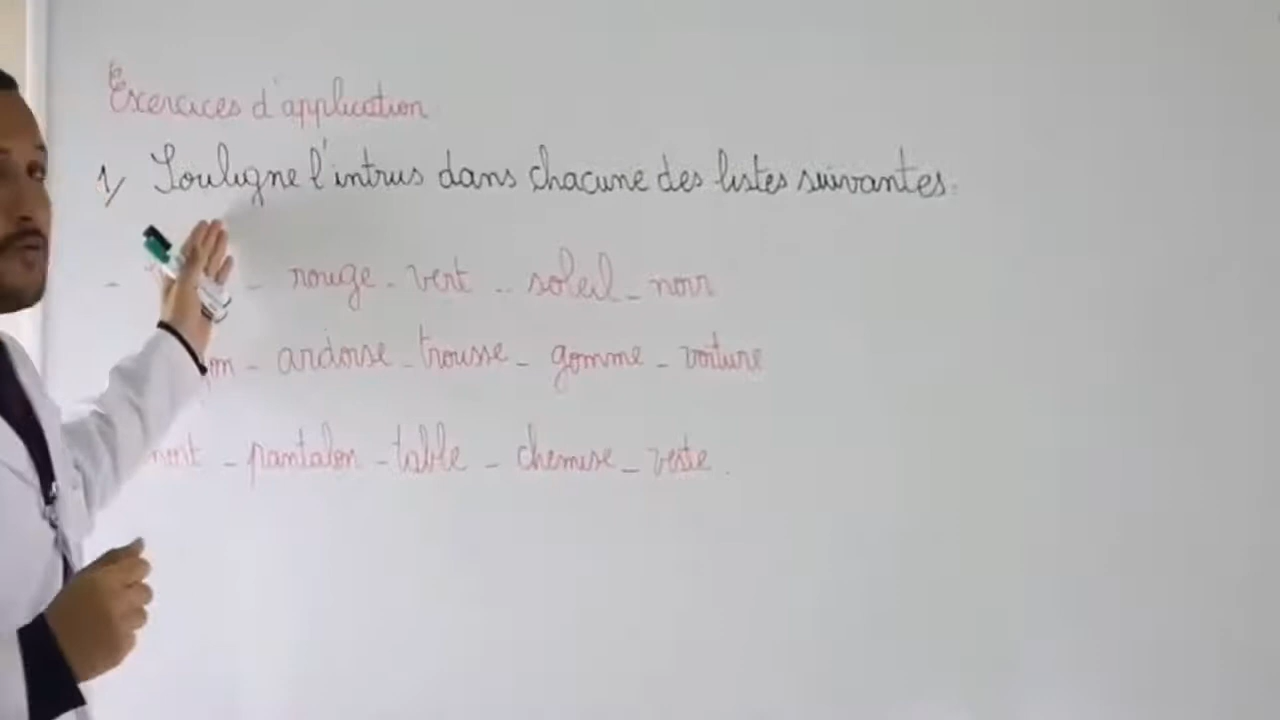 Exercices d'application
1/ Souligne l'intrus dans chacune des listes suivantes.
- rouge - vert - soleil - noir
- ardoise - trousse - gomme - voiture
- pantalon - table - chemise - veste.